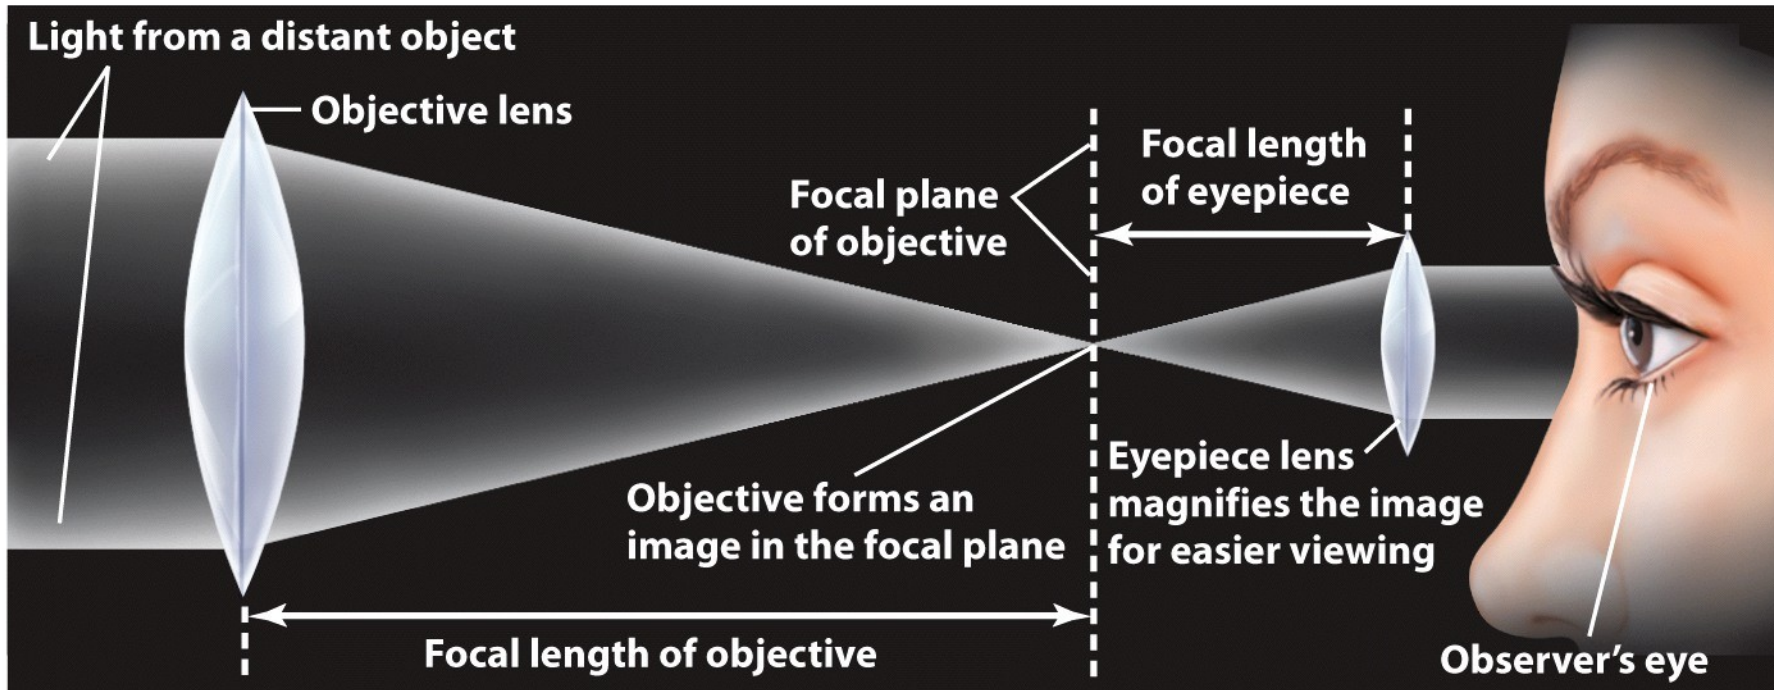 Light from a distant object
Objective lens
Focal plane
of objective
Focal length
of eyepiece
Objective forms an
image in the focal plane
Eyepiece lens
magnifies the image
for easier viewing
Focal length of objective
Observer’s eye